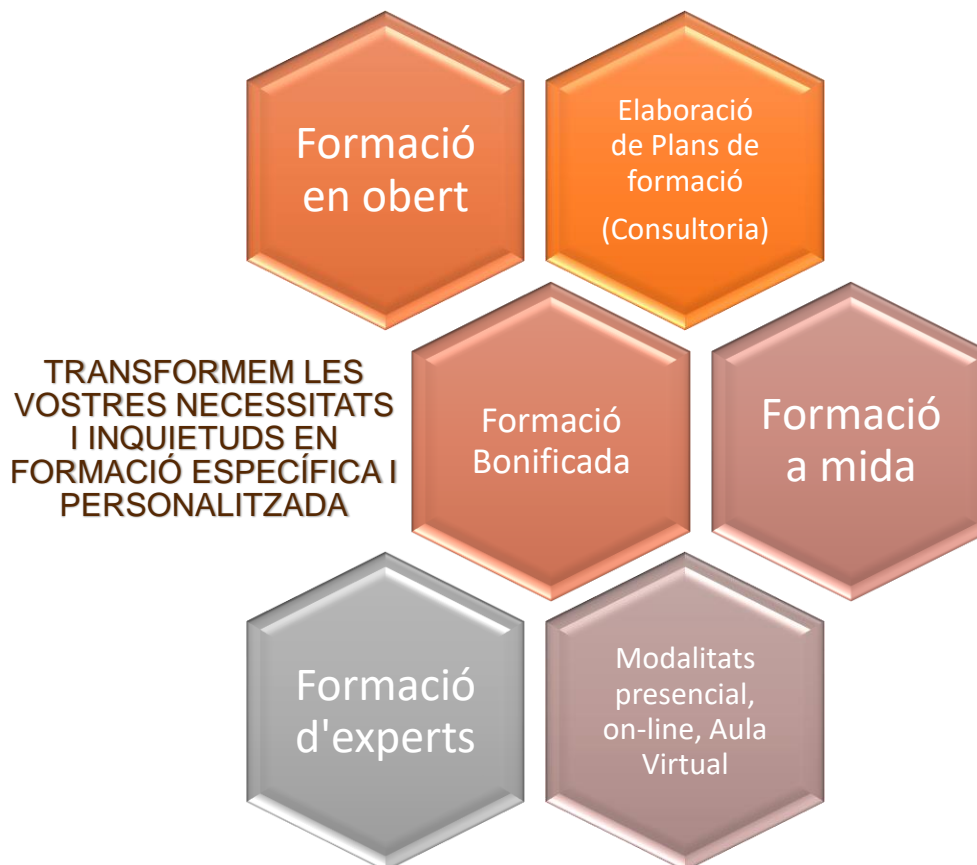 Formació
en obert
Elaboració
de Plans de
formació
(Consultoria)
TRANSFORMEM LES
VOSTRES NECESSITATS
I INQUIETUDS EN
FORMACIÓ ESPECÍFICA I
PERSONALITZADA
Formació
Bonificada
Formació
a mida
Formació
d'experts
Modalitats
presencial,
on-line, Aula
Virtual